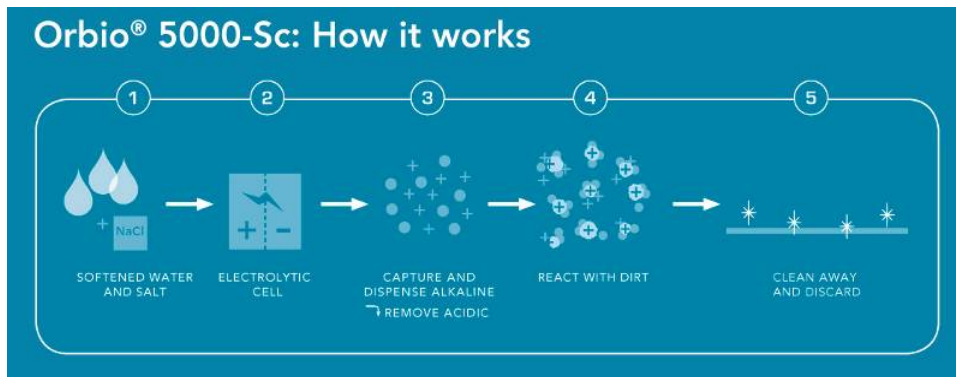 Orbio® 5000-Sc: How it works
1
2
3
4
5
+ NaCl
+ -
SOFTENED WATER
AND SALT
ELECTROLYTIC
CELL
CAPTURE AND
DISPENSE ALKALINE
REMOVE ACIDIC
REACT WITH DIRT
CLEAN AWAY
AND DISCARD